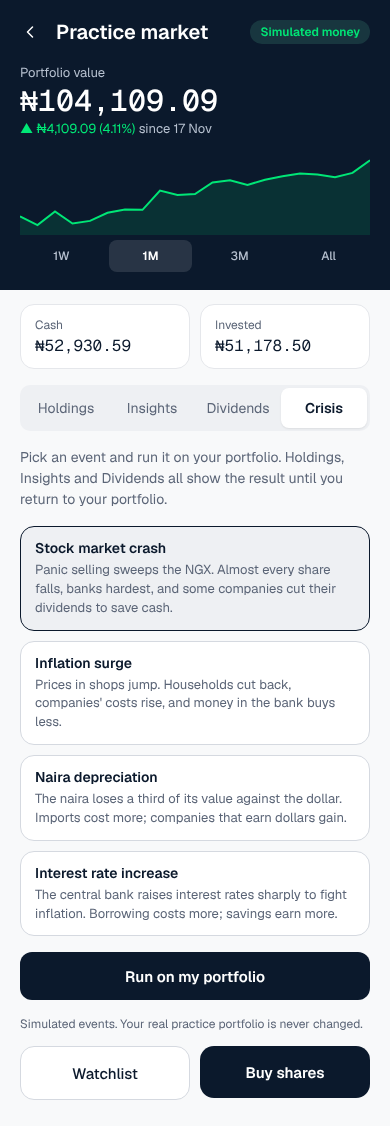 Practice market
Simulated money
Portfolio value
₦104,109.09
▲ ₦4,109.09 (4.11%) since 17 Nov
1W
1M
3M
All
Cash
₦52,930.59
Invested
₦51,178.50
Holdings
Insights
Dividends
Crisis
Pick an event and run it on your portfolio. Holdings,
Insights and Dividends all show the result until you
return to your portfolio.
Stock market crash
Panic selling sweeps the NGX. Almost every share
falls, banks hardest, and some companies cut their
dividends to save cash.
Inflation surge
Prices in shops jump. Households cut back,
companies' costs rise, and money in the bank buys
less.
Naira depreciation
The naira loses a third of its value against the dollar.
Imports cost more; companies that earn dollars gain.
Interest rate increase
The central bank raises interest rates sharply to fight
inflation. Borrowing costs more; savings earn more.
Run on my portfolio
Simulated events. Your real practice portfolio is never changed.
Watchlist
Buy shares